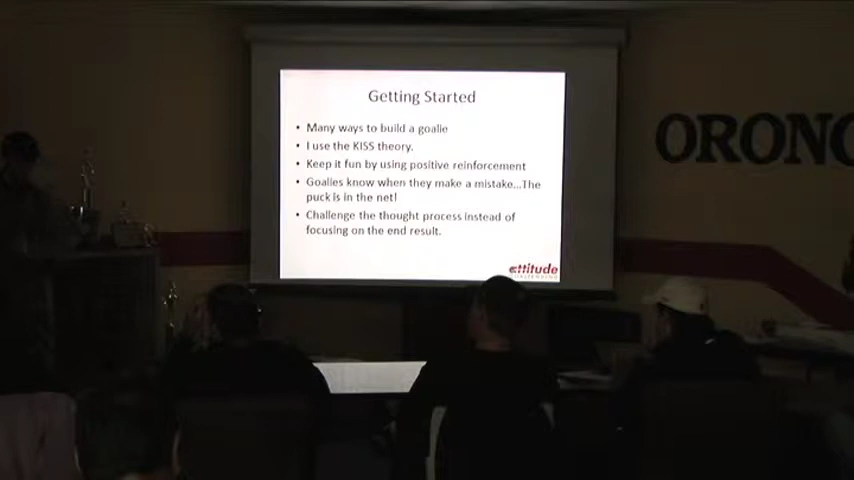 Getting Started
• Many ways to build a goalie
• I use the KISS theory.
• Keep it fun by using positive reinforcement
• Goalies know when they make a mistake...The
puck is in the net!
• Challenge the thought process instead of
focusing on the end result.
attitude
GOALTENDING
ORONO